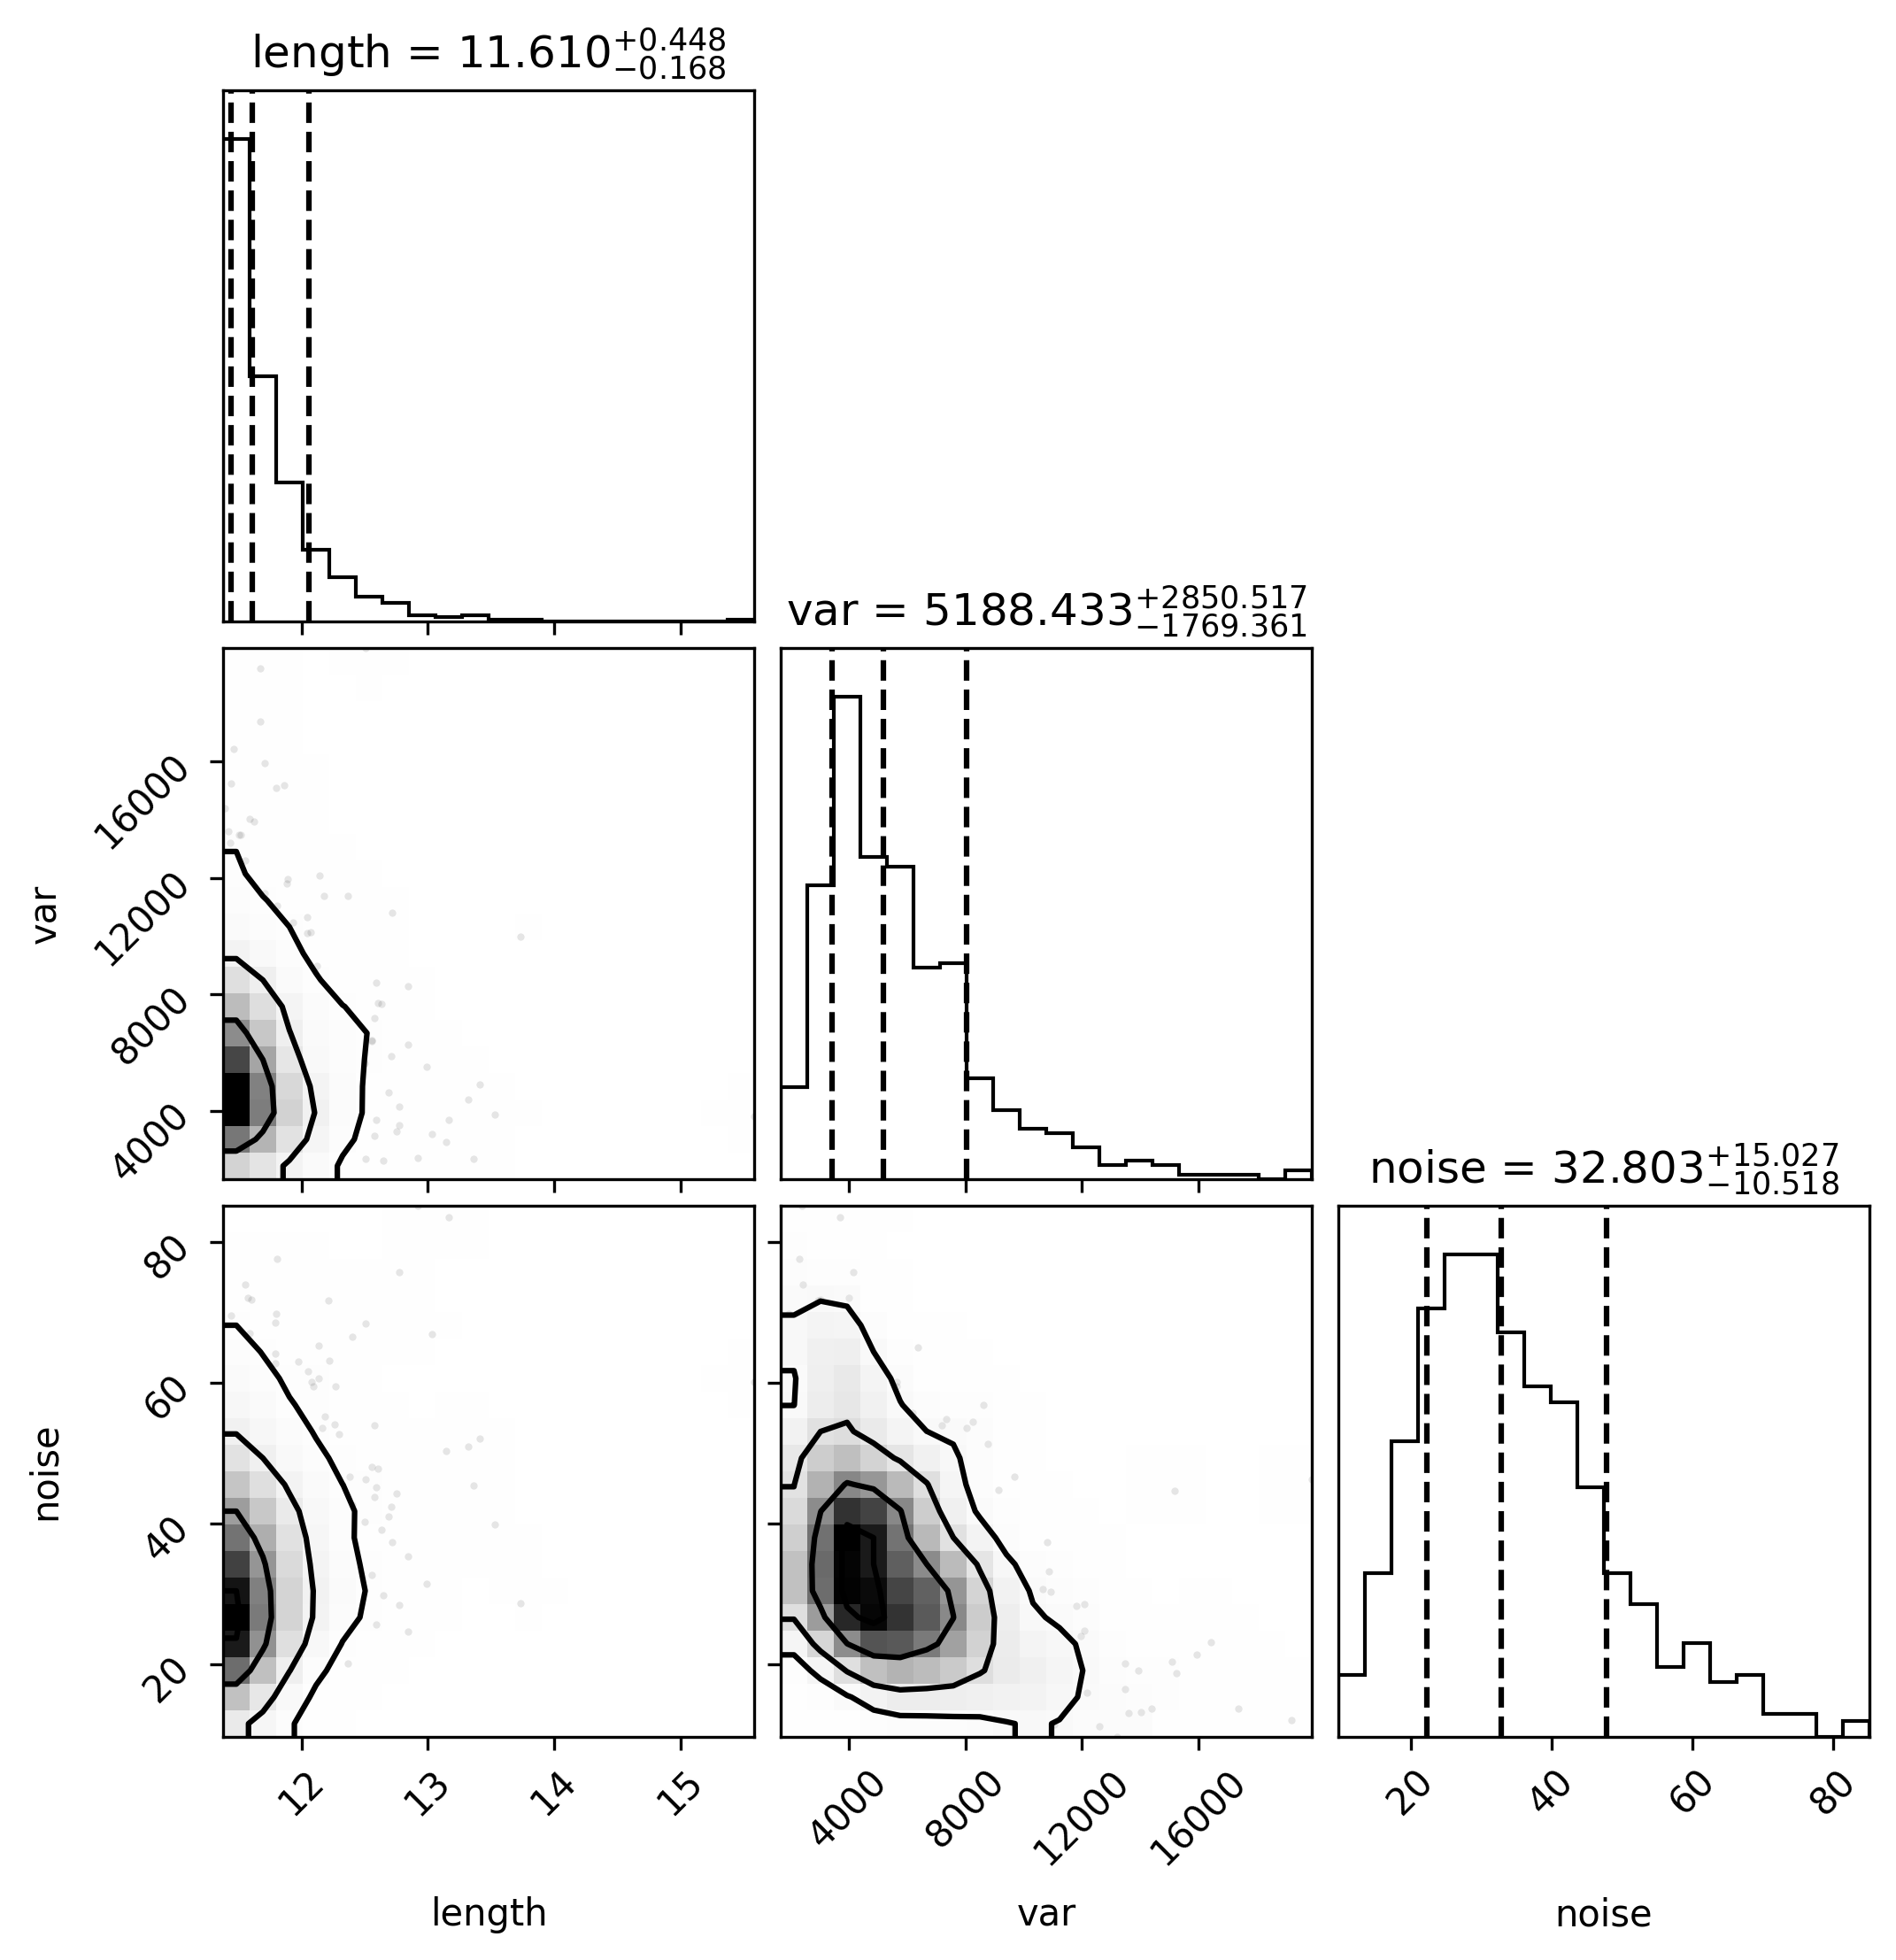 length = 11.610 +0.448 −0.168
var = 5188.433 +2850.517 −1769.361
var
16000
12000
8000
4000
noise = 32.803 +15.027 −10.518
noise
80
60
40
20
12 13 14 15
4000 8000 12000 16000
20 40 60 80
length
var
noise